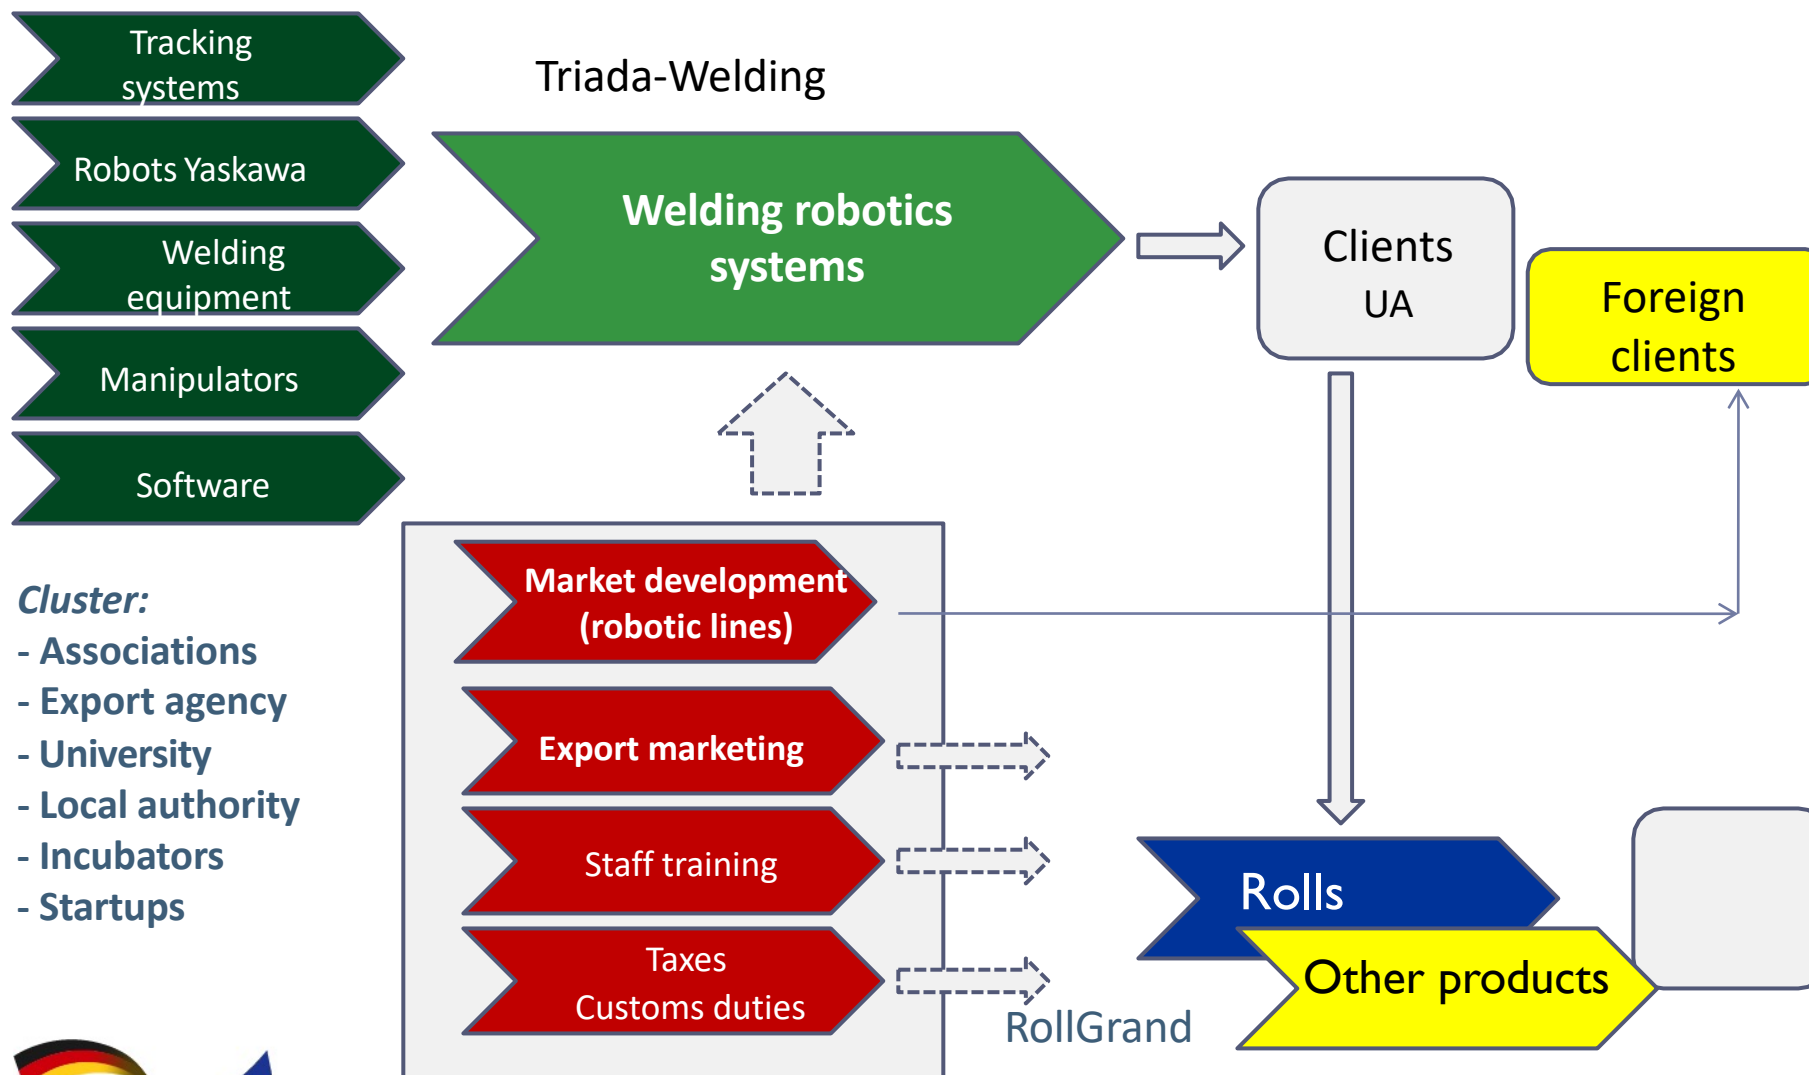 Tracking
systems
Robots Yaskawa
Welding
equipment
Manipulators
Software
Triada-Welding
Welding robotics
systems
Clients
UA
Foreign
clients
Cluster:
- Associations
- Export agency
- University
- Local authority
- Incubators
- Startups
Market development
(robotic lines)
Export marketing
Staff training
Taxes
Customs duties
RollGrand
Rolls
Other products